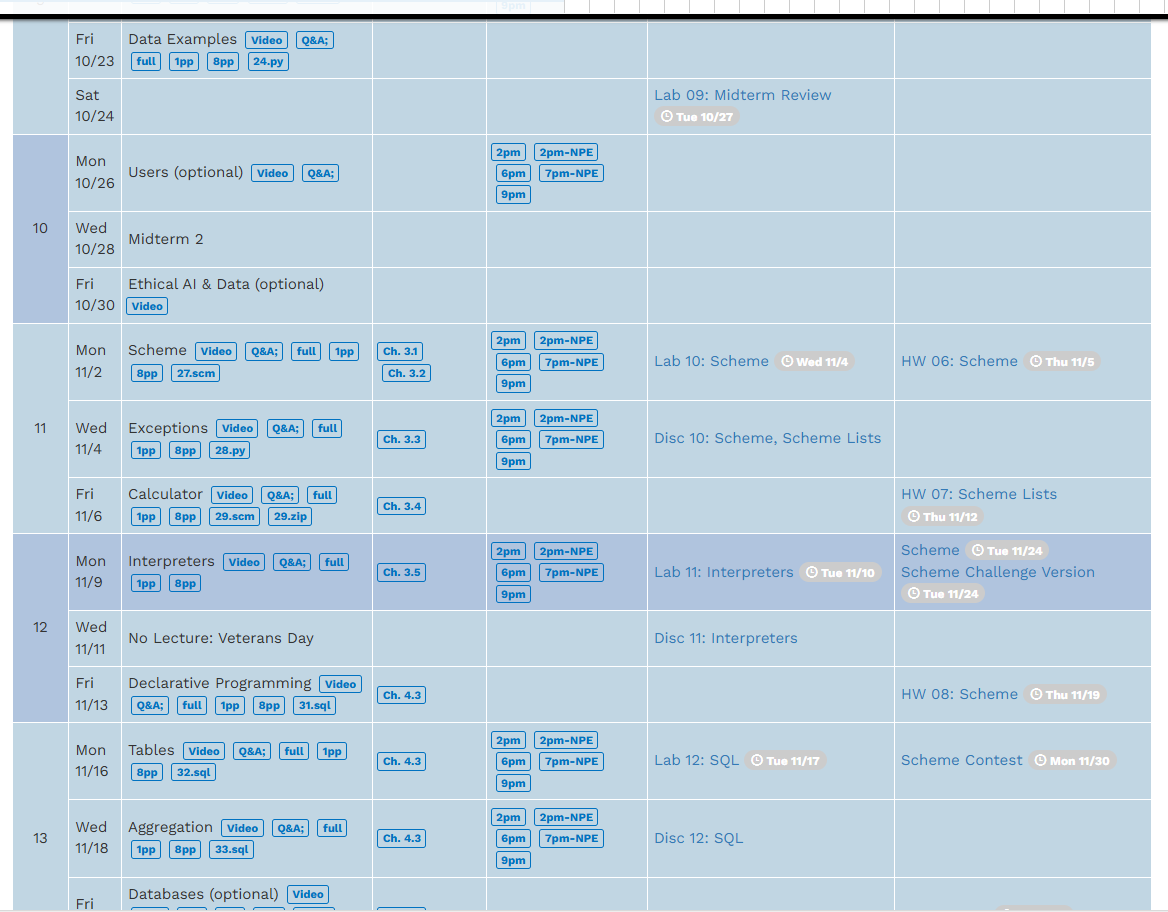 9pm
Fri
10/23
Data Examples Video Q&A;
full 1pp 8pp 24.py
Sat
10/24
Lab 09: Midterm Review
Tue 10/27
10
Mon
10/26
Users (optional) Video Q&A;
2pm 2pm-NPE
6pm 7pm-NPE
9pm
Wed
10/28
Midterm 2
Fri
10/30
Ethical AI & Data (optional)
Video
11
Mon
11/2
Scheme Video Q&A; full 1pp
8pp 27.scm
Ch. 3.1
Ch. 3.2
2pm 2pm-NPE
6pm 7pm-NPE
9pm
Lab 10: Scheme Wed 11/4
HW 06: Scheme Thu 11/5
Wed
11/4
Exceptions Video Q&A; full
1pp 8pp 28.py
Ch. 3.3
2pm 2pm-NPE
6pm 7pm-NPE
9pm
Disc 10: Scheme, Scheme Lists
Fri
11/6
Calculator Video Q&A; full
1pp 8pp 29.scm 29.zip
Ch. 3.4
HW 07: Scheme Lists
Thu 11/12
12
Mon
11/9
Interpreters Video Q&A; full
1pp 8pp
Ch. 3.5
2pm 2pm-NPE
6pm 7pm-NPE
9pm
Lab 11: Interpreters Tue 11/10
Scheme Tue 11/24
Scheme Challenge Version
Tue 11/24
Wed
11/11
No Lecture: Veterans Day
Disc 11: Interpreters
Fri
11/13
Declarative Programming Video
Q&A; full 1pp 8pp 31.sql
Ch. 4.3
HW 08: Scheme Thu 11/19
13
Mon
11/16
Tables Video Q&A; full 1pp
8pp 32.sql
Ch. 4.3
2pm 2pm-NPE
6pm 7pm-NPE
9pm
Lab 12: SQL Tue 11/17
Scheme Contest Mon 11/30
Wed
11/18
Aggregation Video Q&A; full
1pp 8pp 33.sql
Ch. 4.3
2pm 2pm-NPE
6pm 7pm-NPE
9pm
Disc 12: SQL
Fri
Databases (optional) Video